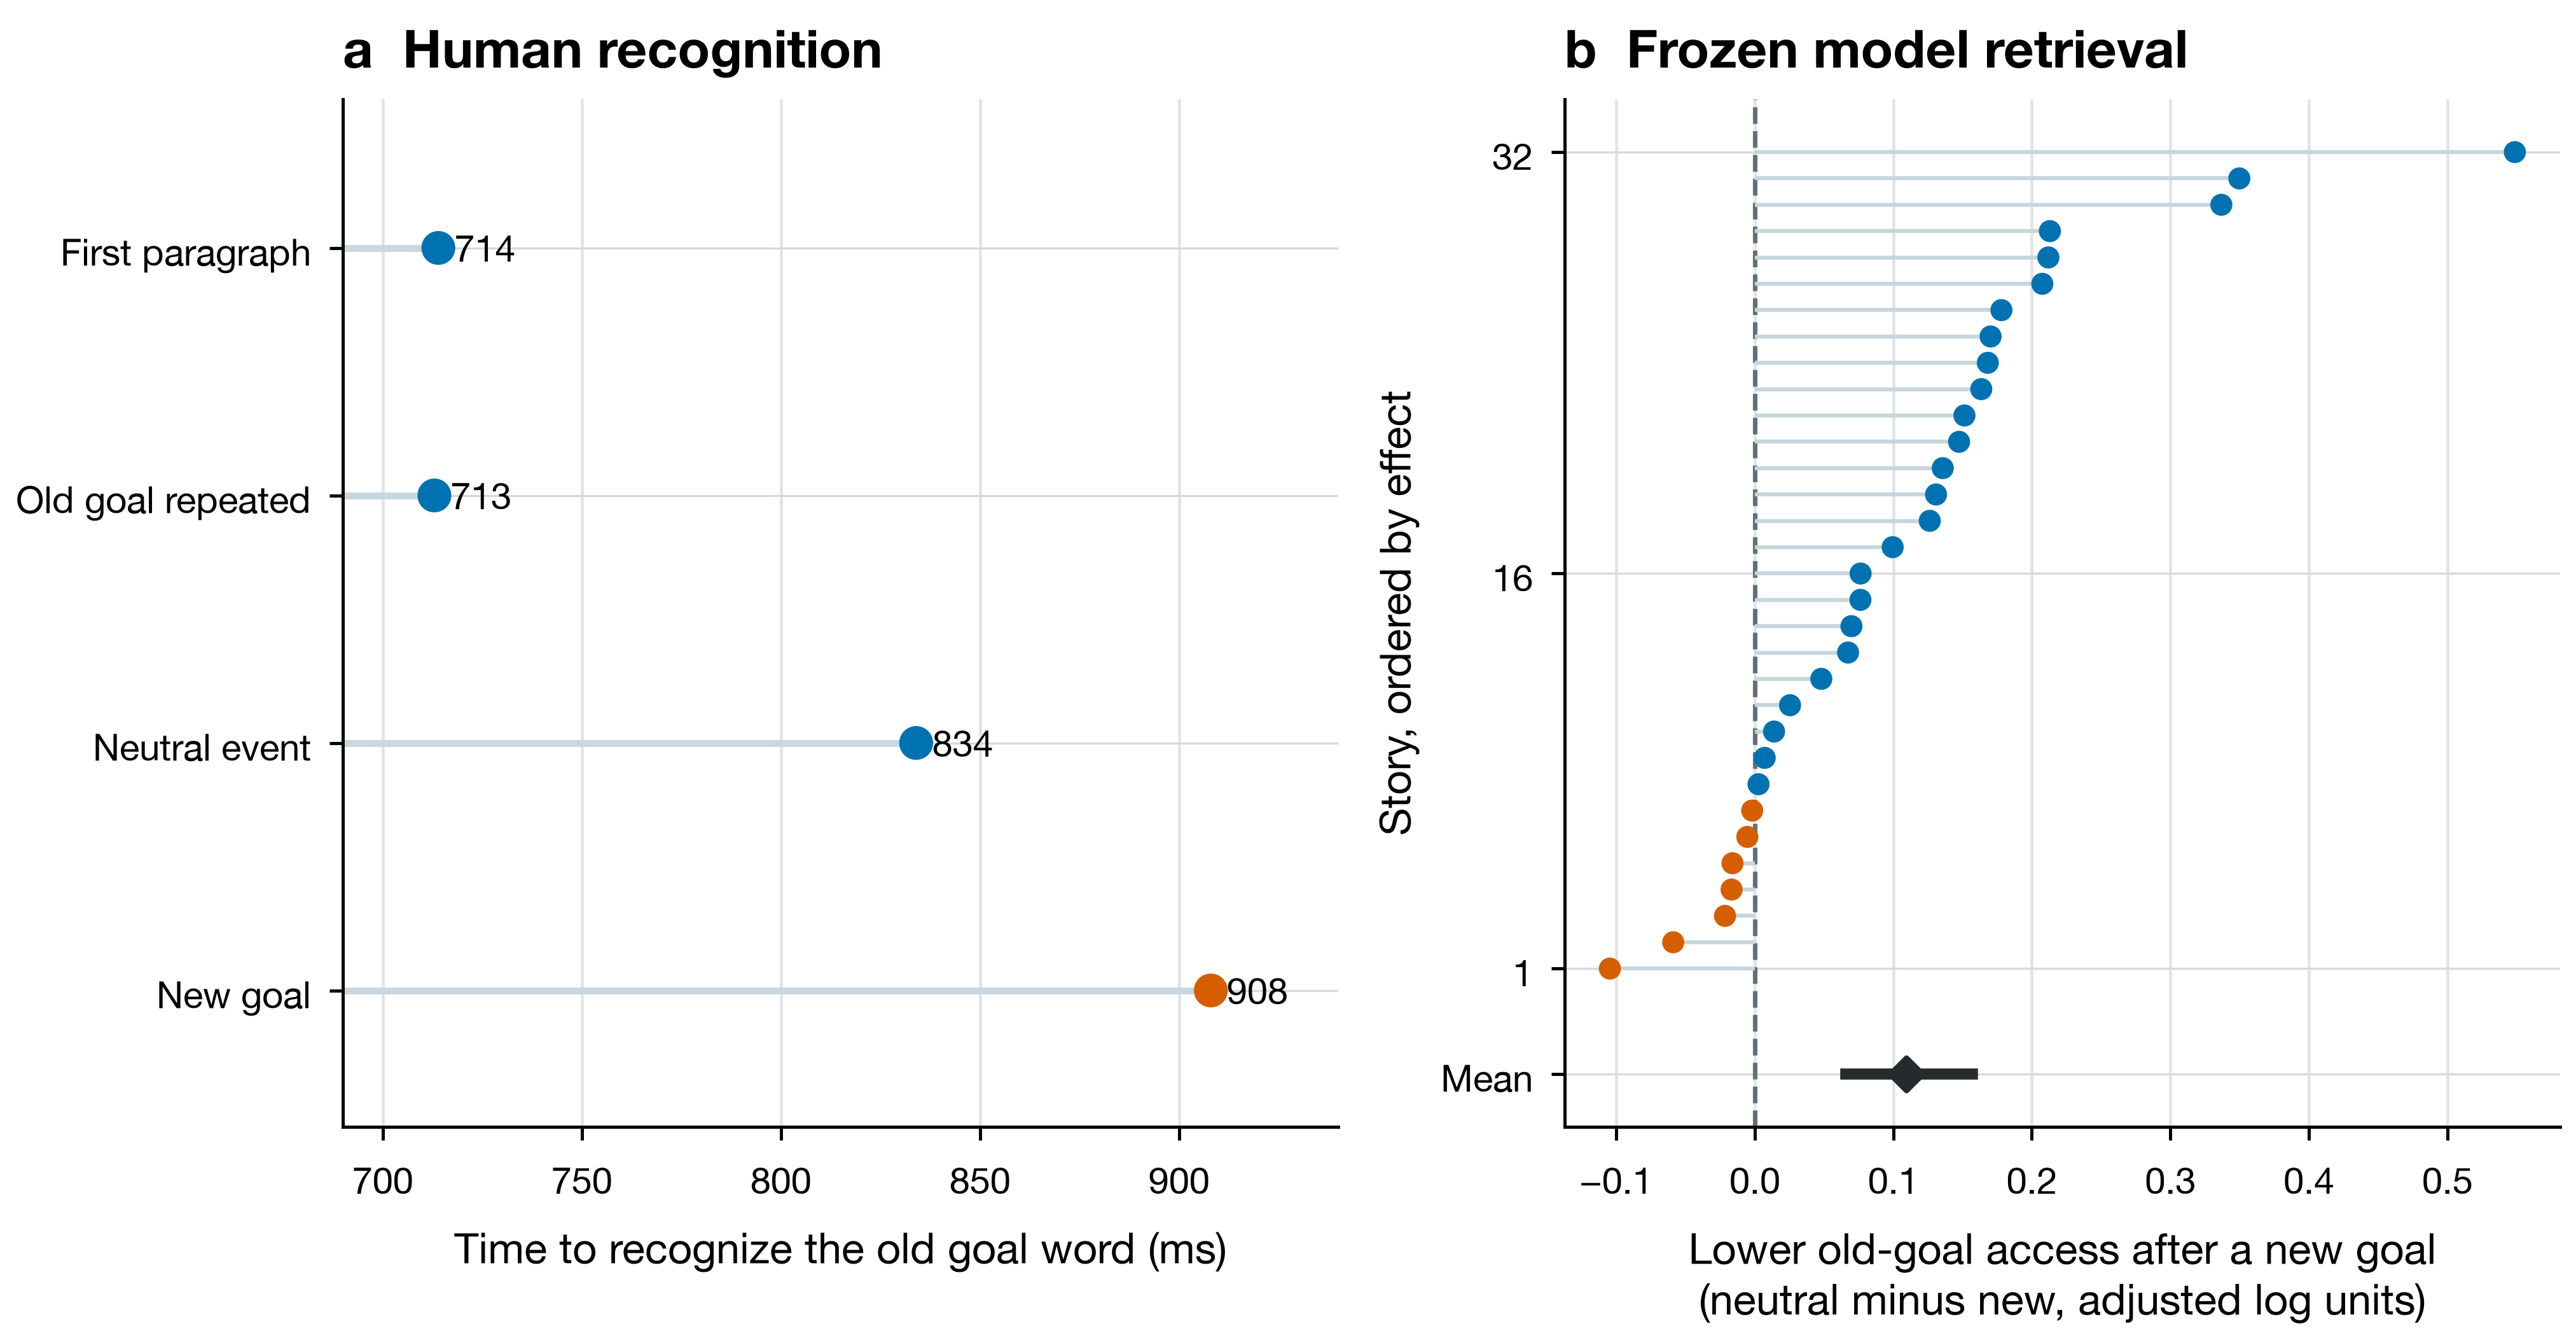 a Human recognition
First paragraph
714
Old goal repeated
713
Neutral event
834
New goal
908
700 750 800 850 900
Time to recognize the old goal word (ms)
b Frozen model retrieval
Story, ordered by effect
32
16
1
Mean
−0.1 0.0 0.1 0.2 0.3 0.4 0.5
Lower old-goal access after a new goal
(neutral minus new, adjusted log units)